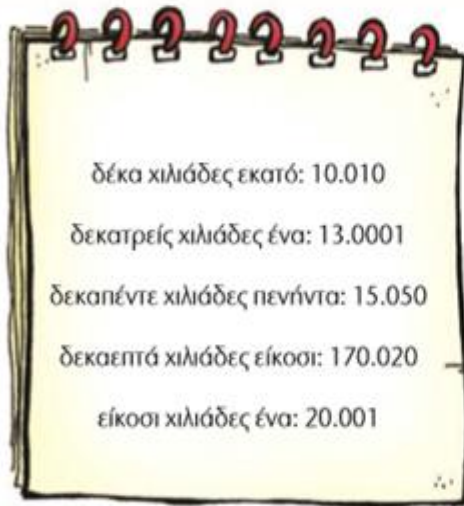 δέκα χιλιάδες εκατό: 10.010
δεκατρείς χιλιάδες ένα: 13.0001
δεκαπέντε χιλιάδες πενήντα: 15.050
δεκαεπτά χιλιάδες είκοσι: 170.020
είκοσι χιλιάδες ένα: 20.001